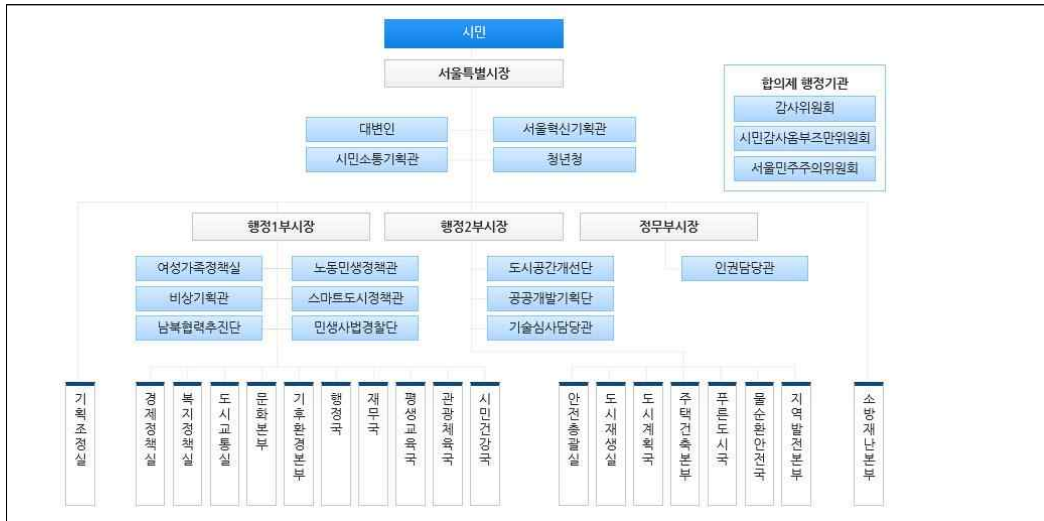 시민
서울특별시장
합의제 행정기관
감사위원회
시민감사옴부즈만위원회
서울민주주의위원회
대변인
서울혁신기획관
시민소통기획관
청년청
행정1부시장
행정2부시장
정무부시장
여성가족정책실
노동민생정책관
도시공간개선단
인권담당관
비상기획관
스마트도시정책관
공공개발기획단
남북협력추진단
민생사법경찰단
기술심사담당관
기획조정실
경제정책실
복지정책실
도시교통실
문화본부
기후환경본부
행정국
재무국
평생교육국
관광체육국
시민건강국
안전총괄실
도시재생실
도시계획국
주택건축본부
푸른도시국
물순환안전국
지역발전본부
소방재난본부